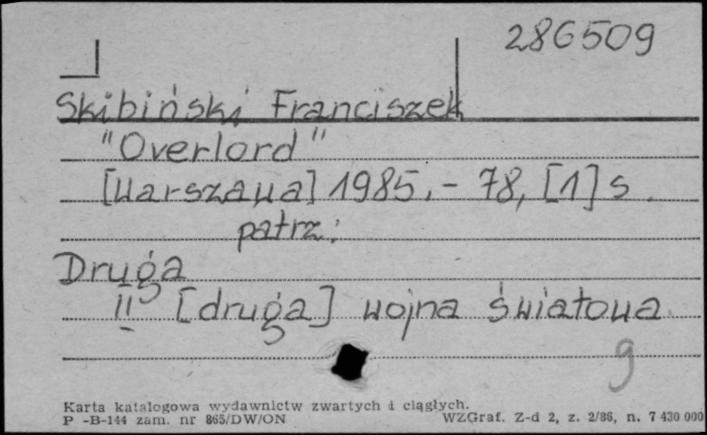 286509
Skibiński Franciszek
"Overlord"
[Warszawa] 1985. - 78, [1] s.
patrz:
Druga
II [druga] wojna światowa
9
Karta katalogowa wydawnictw zwartych i ciągłych.
P -B-144 zam. nr 865/DW/ON WZGraf. Z-d 2, z. 2/86, n. 7 430 000